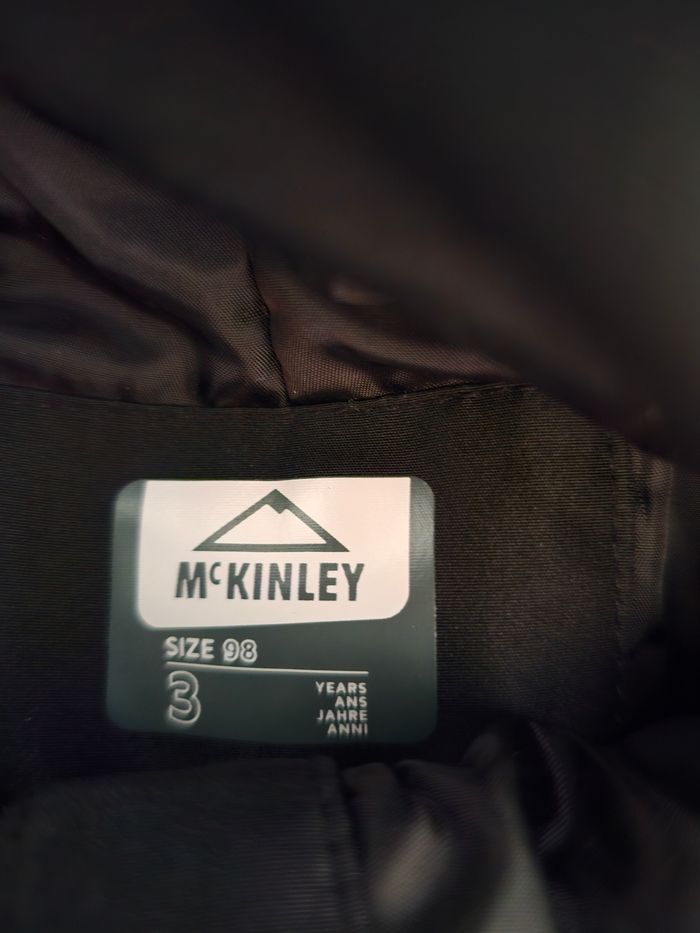 McKINLEY
SIZE 98
3
YEARS
ANS
JAHRE
ANNI